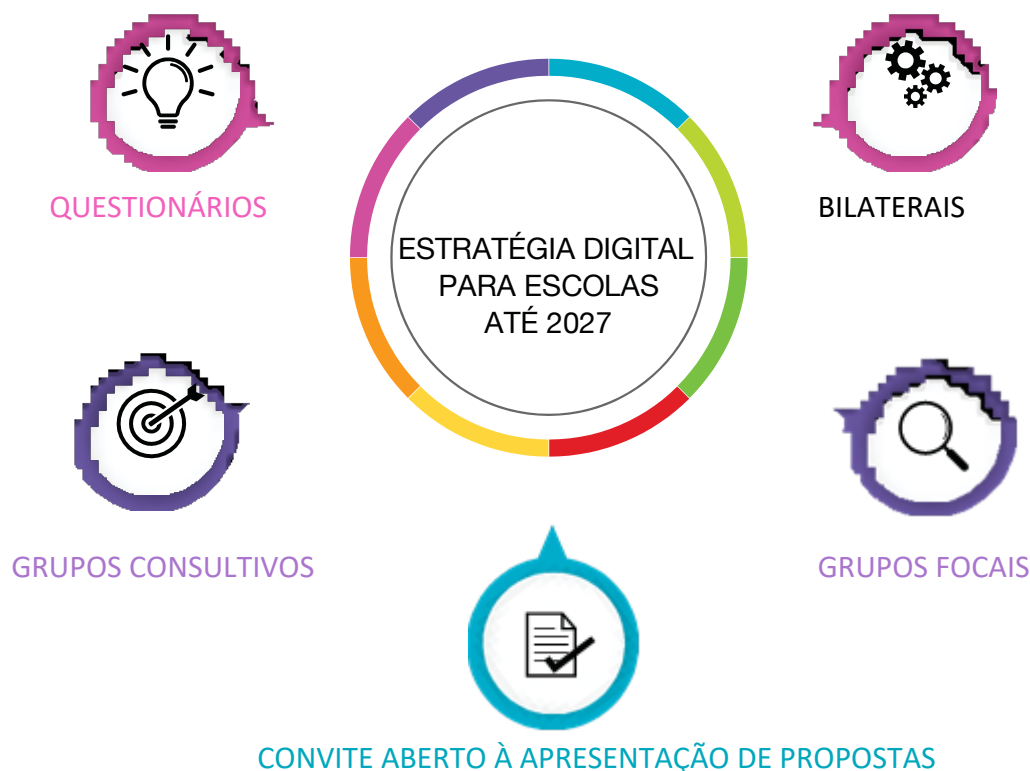 QUESTIONÁRIOS
BILATERAIS
ESTRATÉGIA DIGITAL
PARA ESCOLAS
ATÉ 2027
GRUPOS CONSULTIVOS
GRUPOS FOCAIS
CONVITE ABERTO À APRESENTAÇÃO DE PROPOSTAS